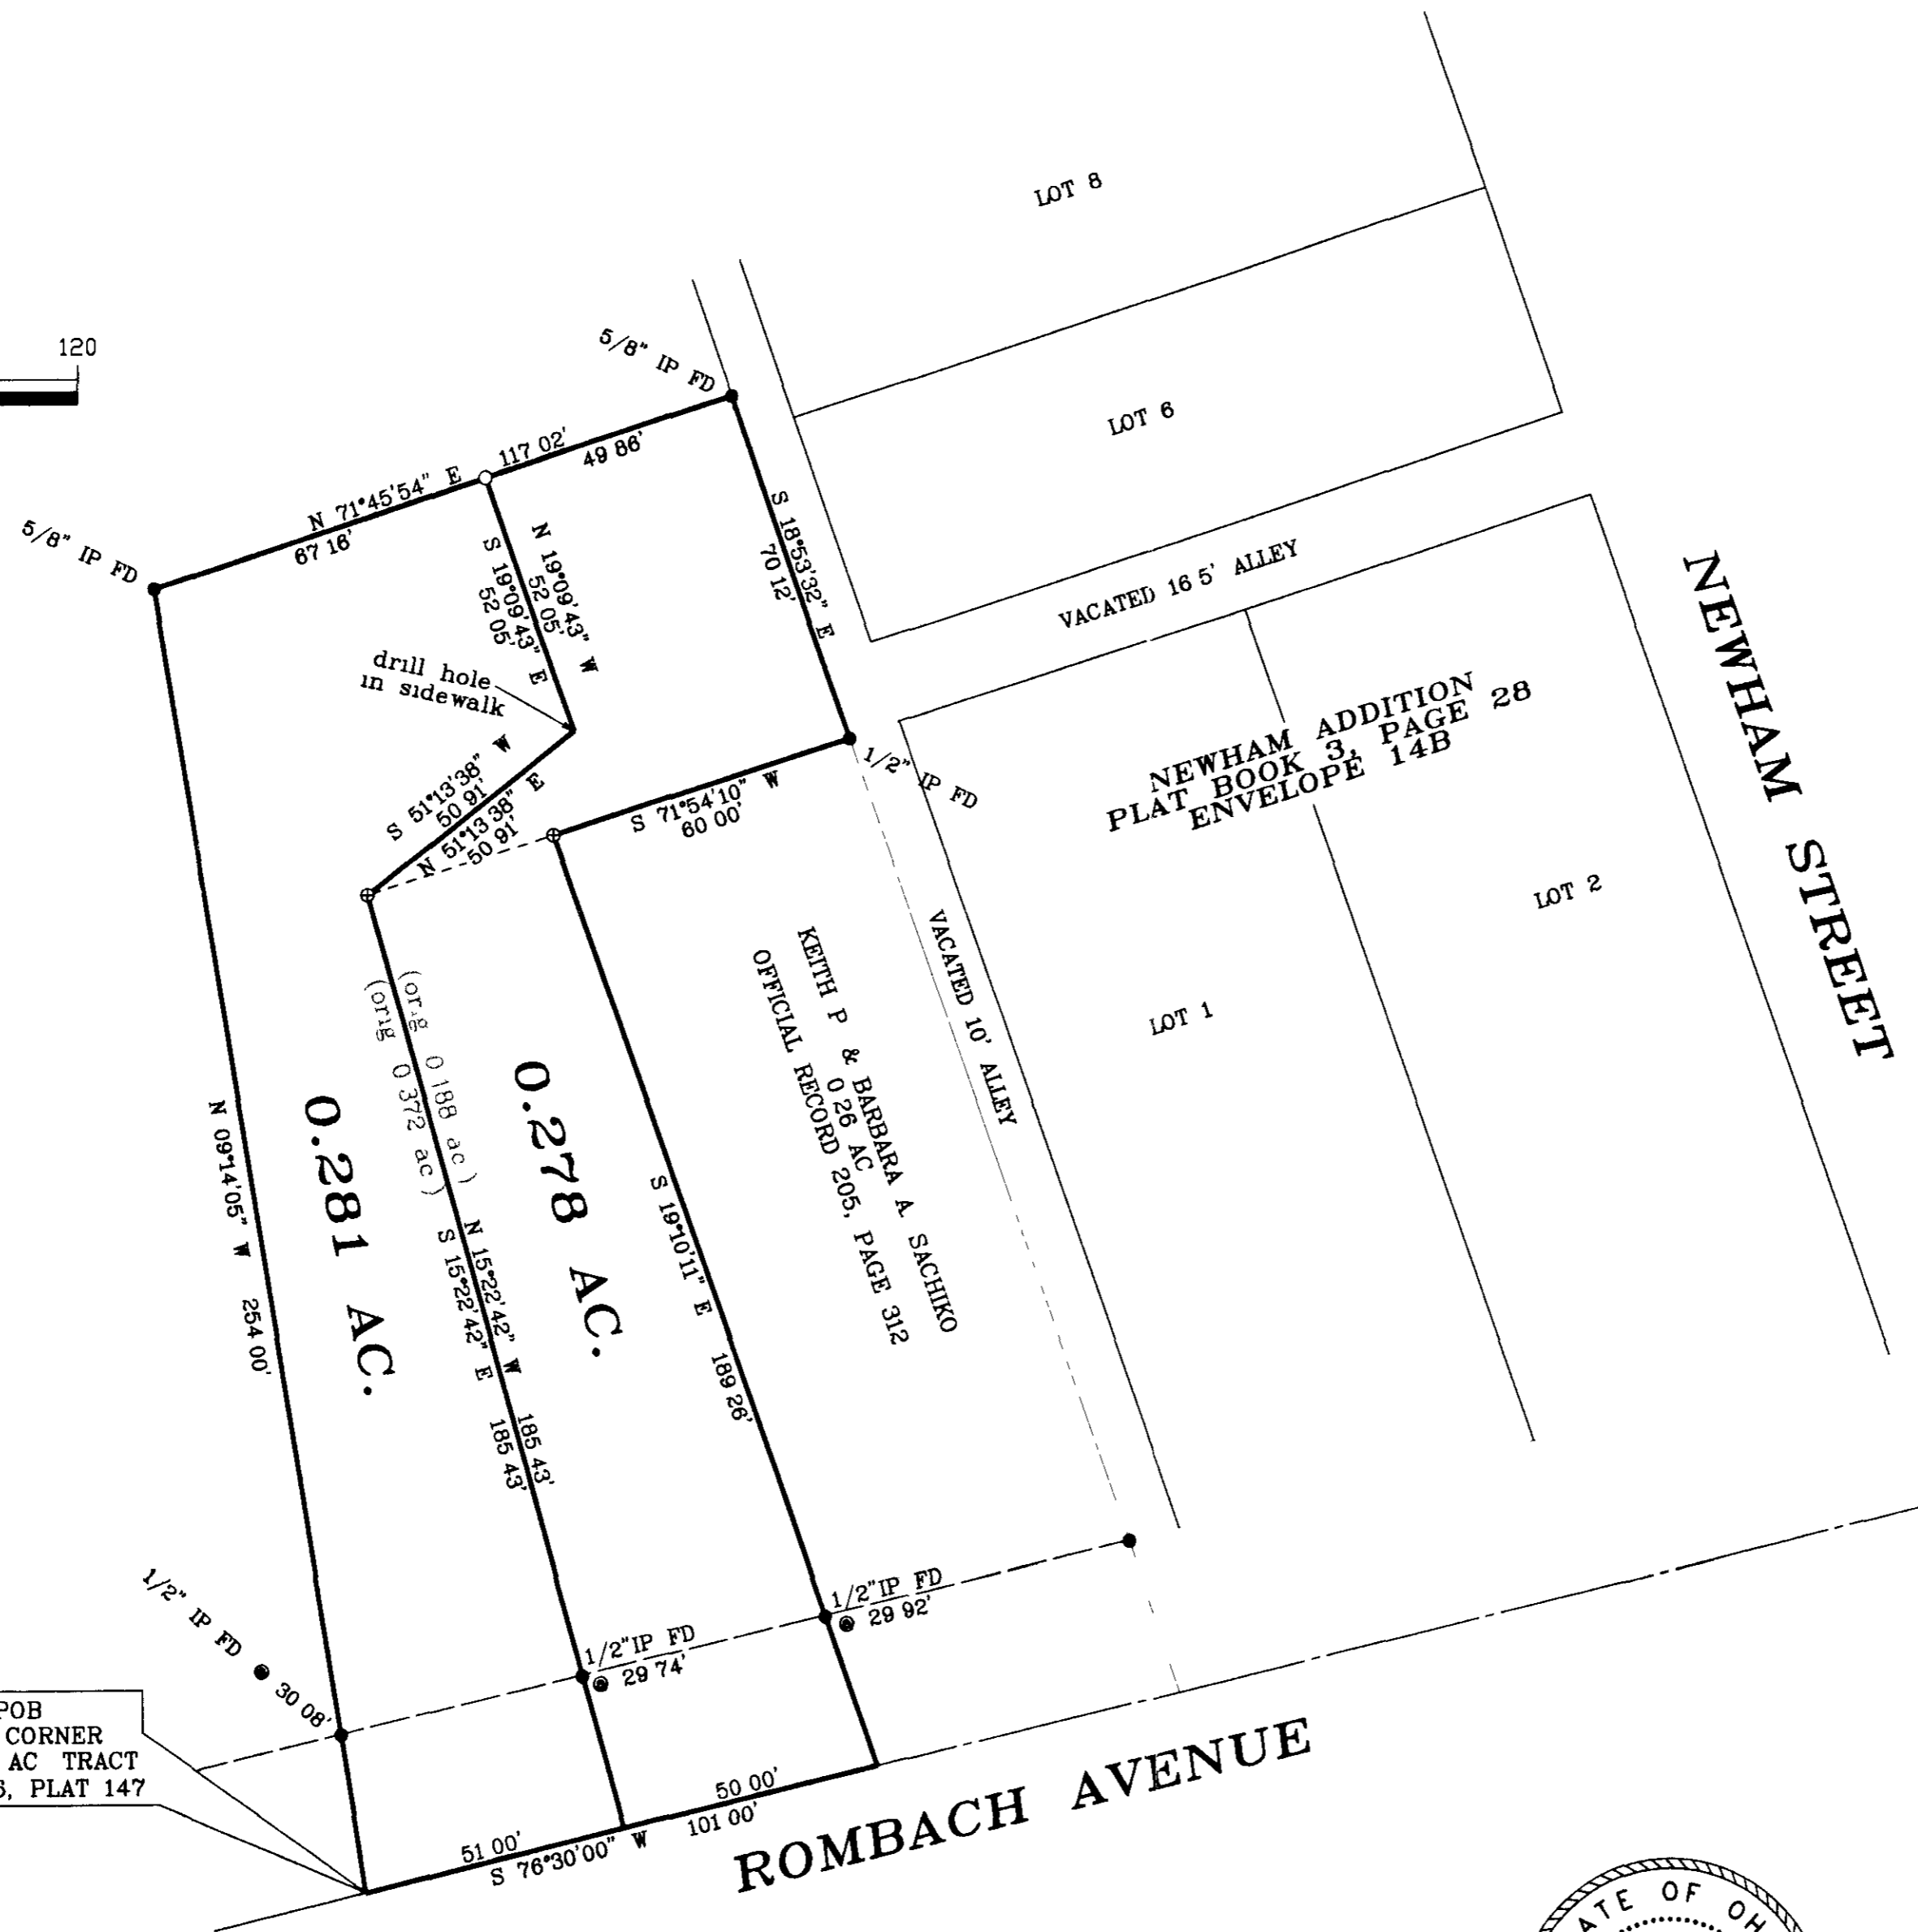 LOT 8
120
5/8" IP FD
LOT 6
117 02'
49 86'
N 71°45'54" E
67 16'
5/8" IP FD
S 18°53'32" E
70 12'
N 19°09'43" W
52 05'
S 19°09'43" E
52 05'
VACATED 16 5' ALLEY
NEWHAM STREET
drill hole
in sidewalk
1/2" IP FD
NEWHAM ADDITION
PLAT BOOK 3, PAGE 28
ENVELOPE 14B
S 51°13'38" W
50 91'
N 51°13 38" E
50 91'
S 71°54'10" W
60 00'
LOT 2
LOT 1
VACATED 10' ALLEY
KEITH P & BARBARA A. SACHIKO
0 26 AC
OFFICIAL RECORD 205, PAGE 312
(orig 0 188 ac )
(orig 0 372 ac )
0.278 AC.
0.281 AC.
N 09°14'05" W 254 00'
N 15°22'42" W 185 43'
S 15°22'42" E 185 43'
S 19°10'11" E 189 26'
1/2" IP FD
30 08'
1/2"IP FD
29 74'
1/2"IP FD
29 92'
POB
CORNER
AC TRACT
, PLAT 147
50 00'
101 00'
51 00'
S 76°30'00" W
ROMBACH AVENUE
ATE OF OH